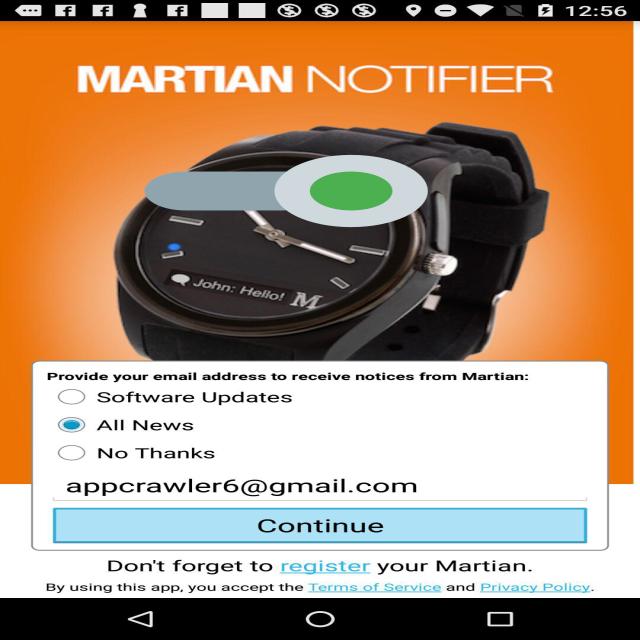 12:56
MARTIAN NOTIFIER
John: Hello!
M
Provide your email address to receive notices from Martian:
Software Updates
All News
No Thanks
appcrawler6@gmail.com
Continue
Don't forget to register your Martian.
By using this app, you accept the Terms of Service and Privacy Policy.